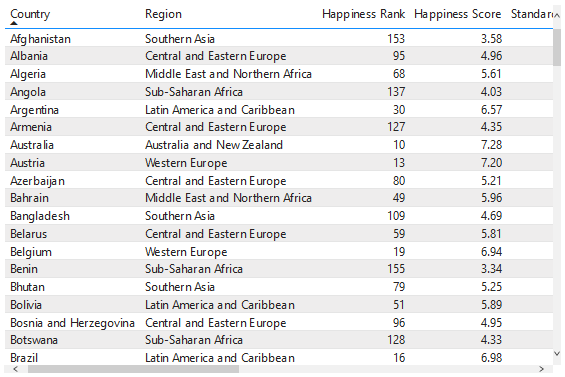 Country Region Happiness Rank Happiness Score Standard
Afghanistan Southern Asia 153 3.58
Albania Central and Eastern Europe 95 4.96
Algeria Middle East and Northern Africa 68 5.61
Angola Sub-Saharan Africa 137 4.03
Argentina Latin America and Caribbean 30 6.57
Armenia Central and Eastern Europe 127 4.35
Australia Australia and New Zealand 10 7.28
Austria Western Europe 13 7.20
Azerbaijan Central and Eastern Europe 80 5.21
Bahrain Middle East and Northern Africa 49 5.96
Bangladesh Southern Asia 109 4.69
Belarus Central and Eastern Europe 59 5.81
Belgium Western Europe 19 6.94
Benin Sub-Saharan Africa 155 3.34
Bhutan Southern Asia 79 5.25
Bolivia Latin America and Caribbean 51 5.89
Bosnia and Herzegovina Central and Eastern Europe 96 4.95
Botswana Sub-Saharan Africa 128 4.33
Brazil Latin America and Caribbean 16 6.98